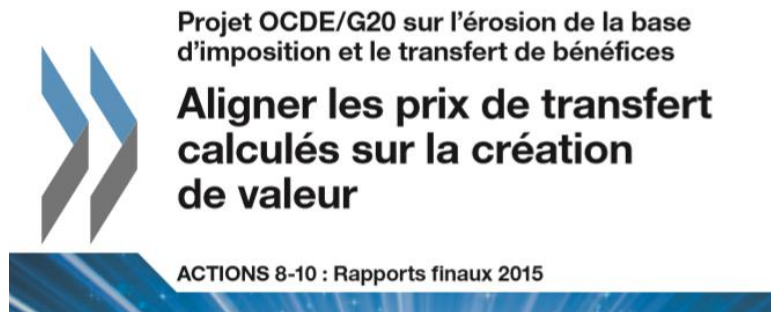 Projet OCDE/G20 sur l’érosion de la base
d’imposition et le transfert de bénéfices
Aligner les prix de transfert
calculés sur la création
de valeur
ACTIONS 8-10 : Rapports finaux 2015